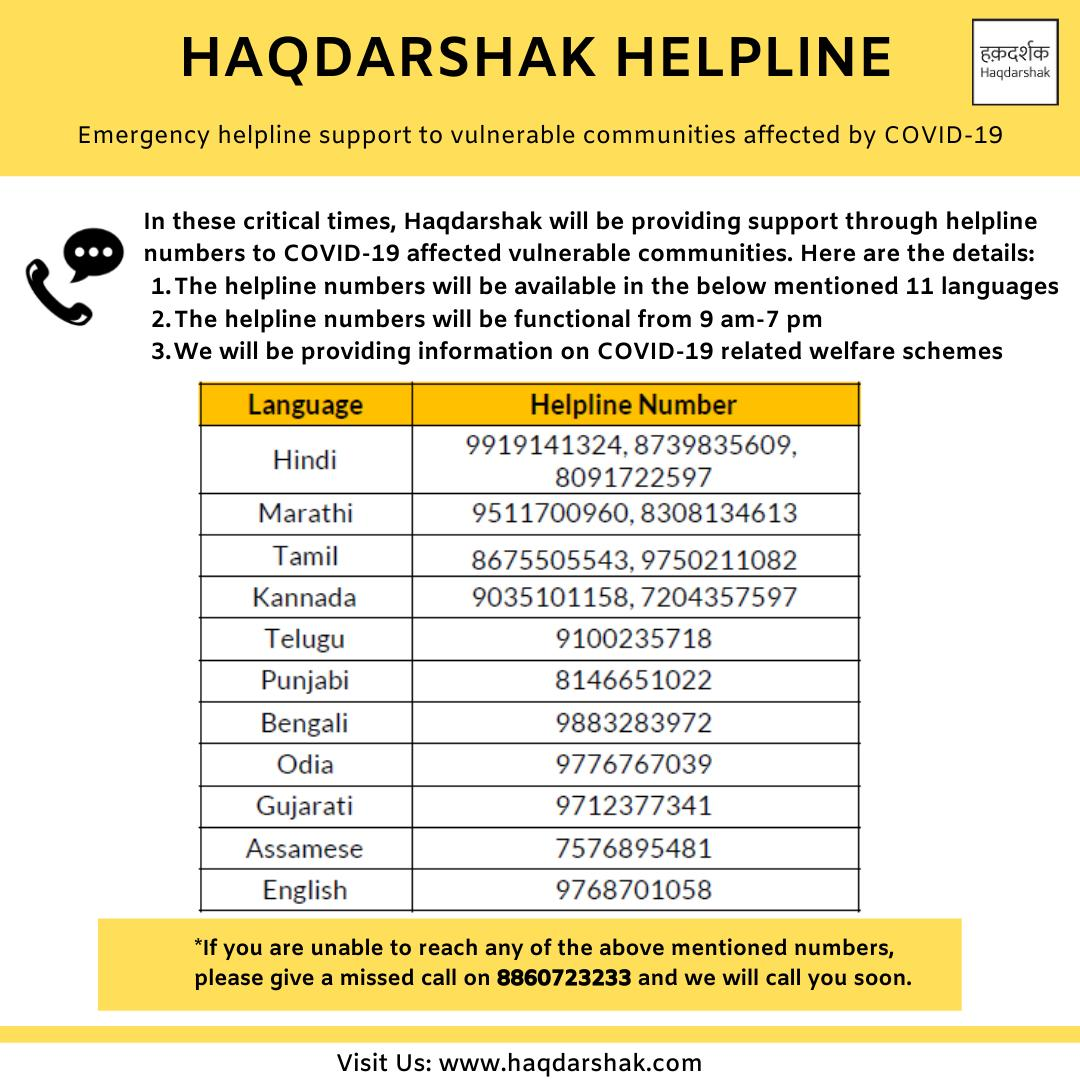 HAQDARSHAK HELPLINE
हक़दर्शक
Haqdarshak
Emergency helpline support to vulnerable communities affected by COVID-19
In these critical times, Haqdarshak will be providing support through helpline
numbers to COVID-19 affected vulnerable communities. Here are the details:
1. The helpline numbers will be available in the below mentioned 11 languages
2. The helpline numbers will be functional from 9 am-7 pm
3. We will be providing information on COVID-19 related welfare schemes
Language Helpline Number
Hindi 9919141324, 8739835609,
8091722597
Marathi 9511700960, 8308134613
Tamil 8675505543, 9750211082
Kannada 9035101158, 7204357597
Telugu 9100235718
Punjabi 8146651022
Bengali 9883283972
Odia 9776767039
Gujarati 9712377341
Assamese 7576895481
English 9768701058
*If you are unable to reach any of the above mentioned numbers,
please give a missed call on 8860723233 and we will call you soon.
Visit Us: www.haqdarshak.com